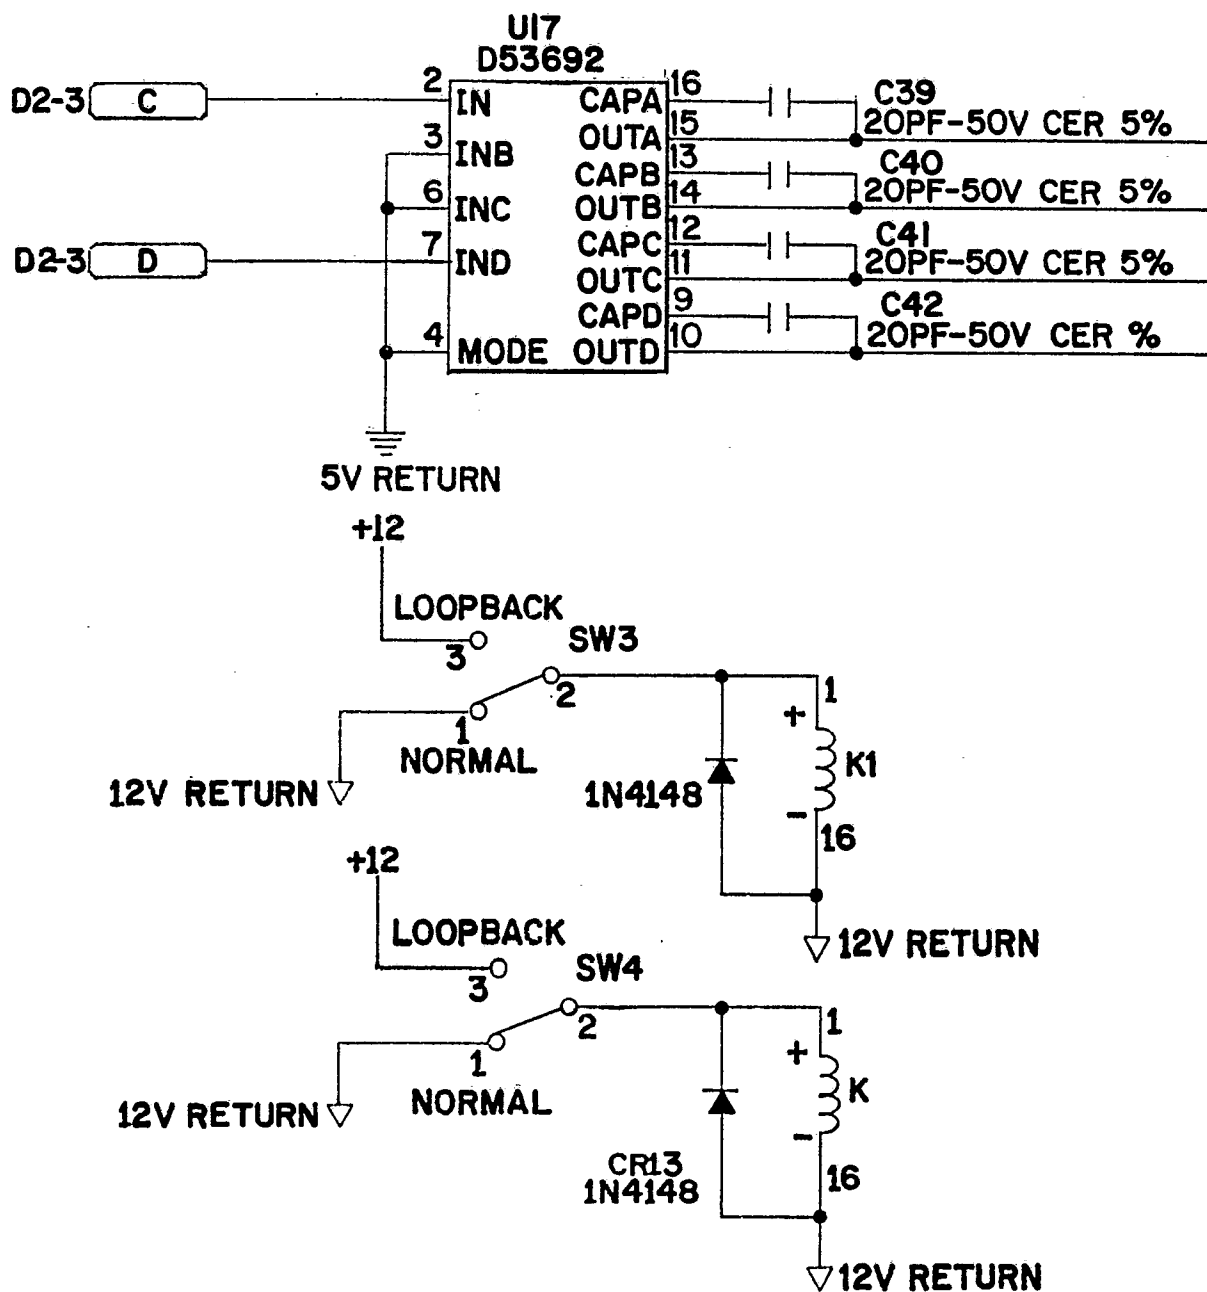 U17
D53692
D2-3 C 2 IN CAPA 16 C39
3 INB OUTA 15 20PF-50V CER 5%
CAPB 13 C40
6 INC OUTB 14 20PF-50V CER 5%
D2-3 D 7 IND CAPC 12 C41
OUTC 11 20PF-50V CER 5%
CAPD 9 C42
4 MODE OUTD 10 20PF-50V CER %
5V RETURN
+12
LOOPBACK
3 SW3
2 1
1 +
NORMAL K1
12V RETURN 1N4148
- 16
+12
LOOPBACK 12V RETURN
3 SW4
2 1
1 +
12V RETURN NORMAL K
-
CR13 16
1N4148
12V RETURN